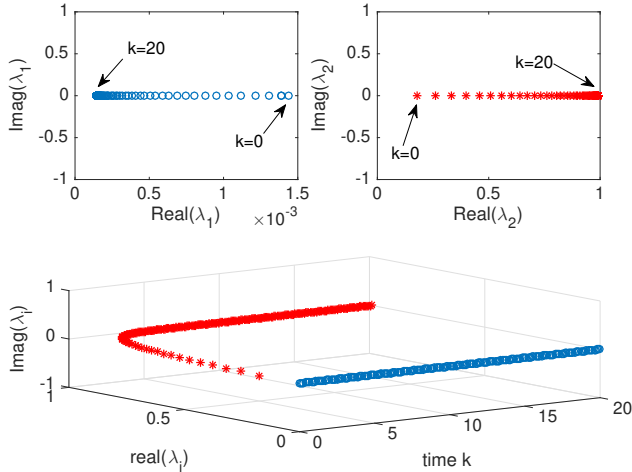 1
0.5
0
-0.5
-1
Imag(λ₁)
k=20
k=0
0 0.5 1 1.5
Real(λ₁)
×10⁻³
1
0.5
0
-0.5
-1
Imag(λ₂)
k=20
k=0
0 0.5 1
Real(λ₂)
1
0
-1
Imag(λᵢ)
1
0.5
0
real(λᵢ)
0
5
10
15
20
time k